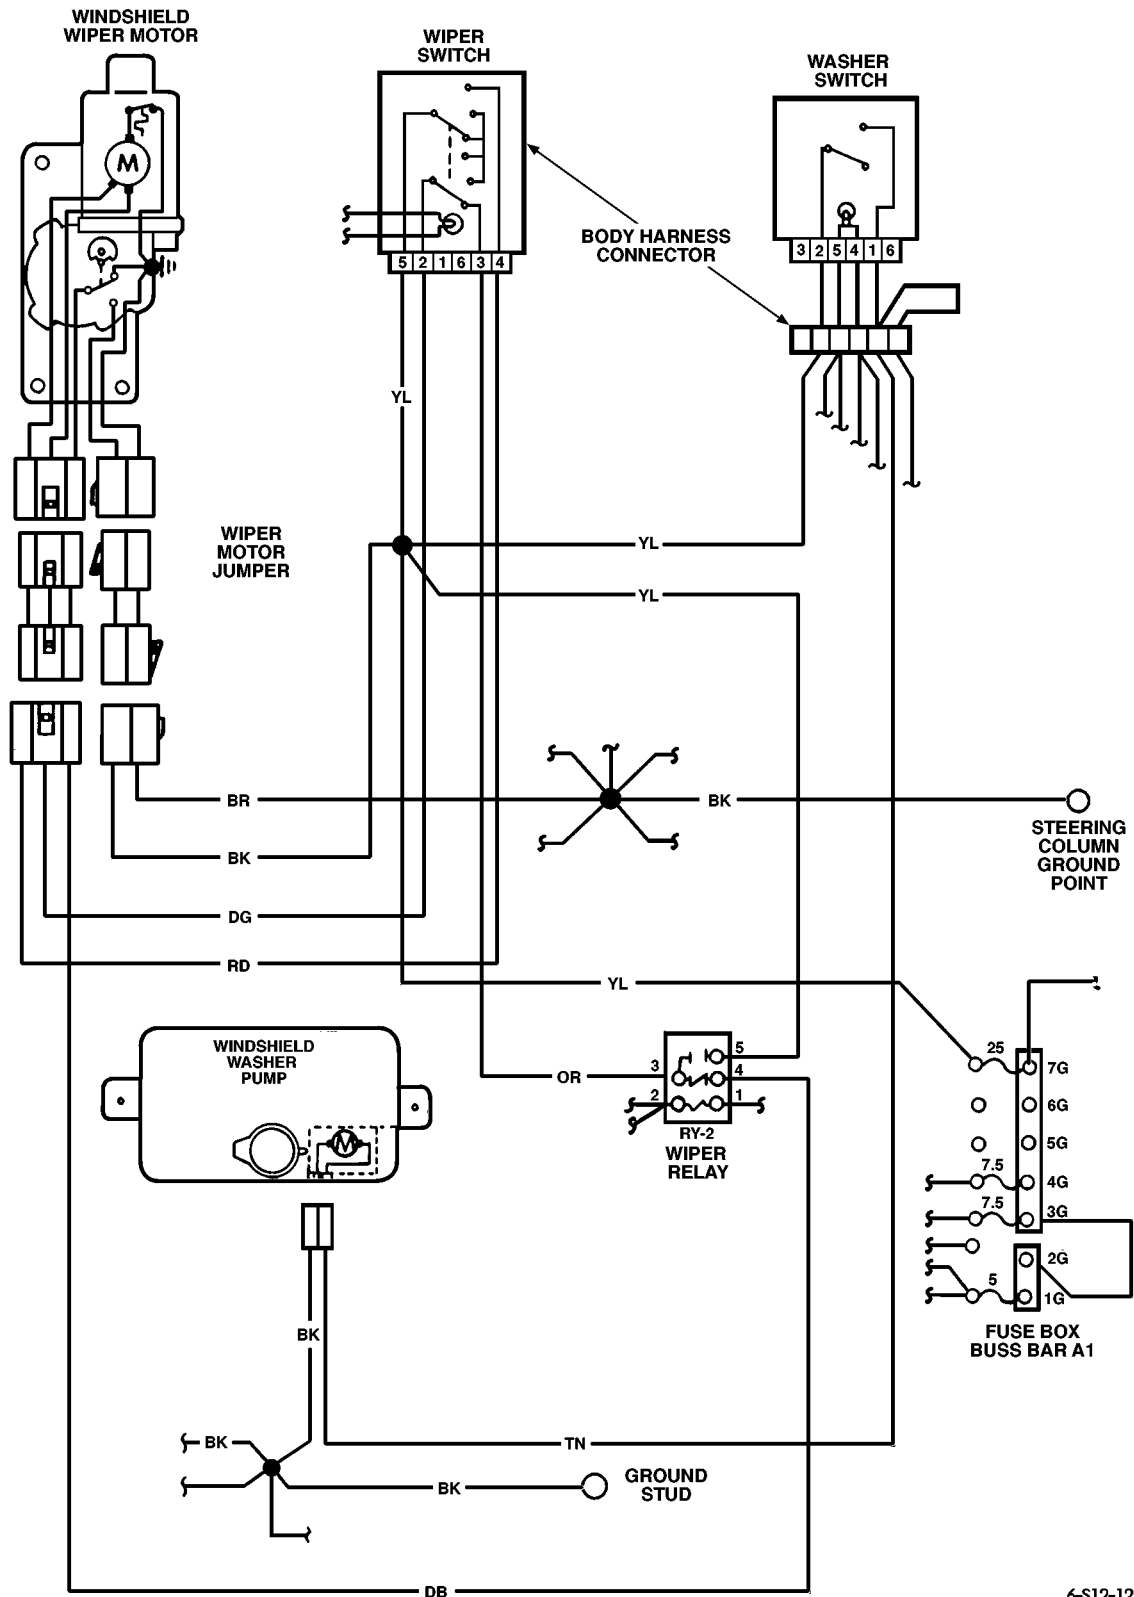 WINDSHIELD
WIPER MOTOR
WIPER
SWITCH
WASHER
SWITCH
M
BODY HARNESS
CONNECTOR
5 2 1 6 3 4
3 2 5 4 1 6
YL
WIPER
MOTOR
JUMPER
YL
YL
BR
BK
STEERING
COLUMN
GROUND
POINT
BK
DG
RD
YL
WINDSHIELD
WASHER
PUMP
M
OR
3
2
5
4
1
RY-2
WIPER
RELAY
25
7G
6G
5G
7.5
4G
7.5
3G
2G
5
1G
FUSE BOX
BUSS BAR A1
BK
BK
TN
BK
GROUND
STUD
DB
6-S12-12